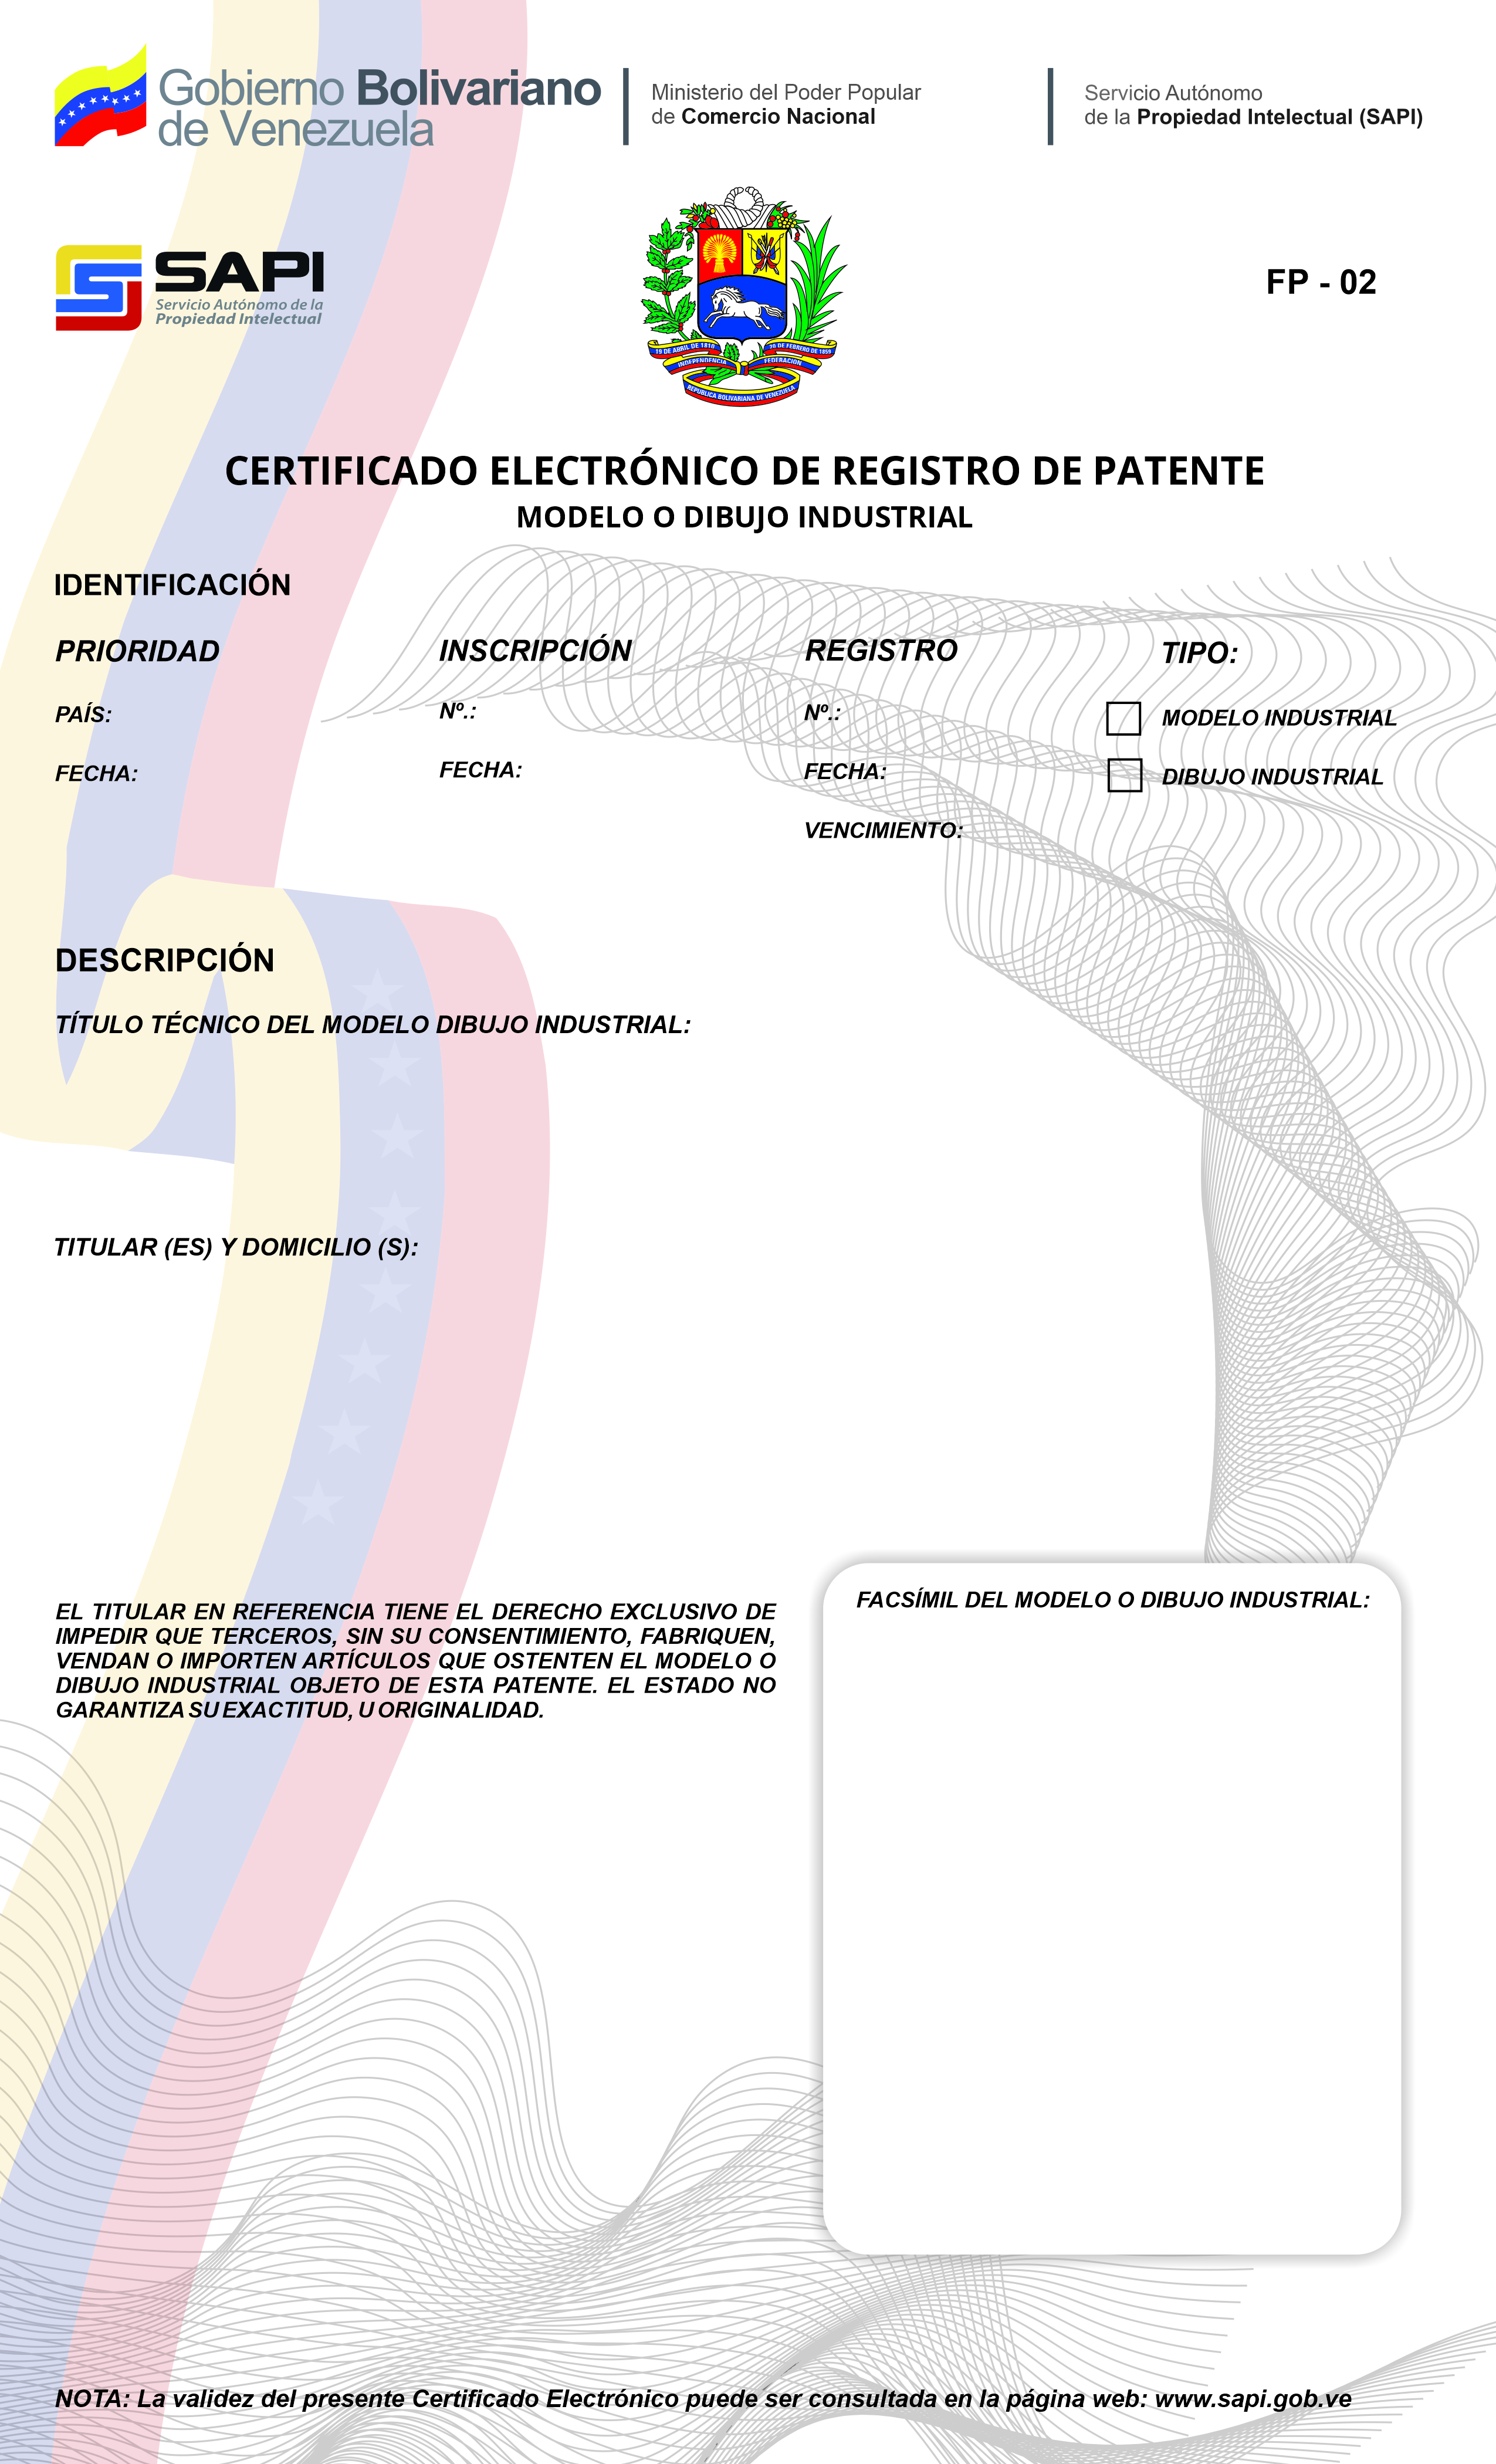 Gobierno Bolivariano
de Venezuela
Ministerio del Poder Popular
de Comercio Nacional
Servicio Autónomo
de la Propiedad Intelectual (SAPI)
SAPI
Servicio Autónomo de la
Propiedad Intelectual
19 DE ABRIL DE 1810
20 DE FEBRERO DE 1859
INDEPENDENCIA
FEDERACION
REPUBLICA BOLIVARIANA DE VENEZUELA
FP - 02
CERTIFICADO ELECTRÓNICO DE REGISTRO DE PATENTE
MODELO O DIBUJO INDUSTRIAL
IDENTIFICACIÓN
PRIORIDAD
PAÍS:
FECHA:
INSCRIPCIÓN
Nº.:
FECHA:
REGISTRO
Nº.:
FECHA:
VENCIMIENTO:
TIPO:
MODELO INDUSTRIAL
DIBUJO INDUSTRIAL
DESCRIPCIÓN
TÍTULO TÉCNICO DEL MODELO DIBUJO INDUSTRIAL:
TITULAR (ES) Y DOMICILIO (S):
EL TITULAR EN REFERENCIA TIENE EL DERECHO EXCLUSIVO DE
IMPEDIR QUE TERCEROS, SIN SU CONSENTIMIENTO, FABRIQUEN,
VENDAN O IMPORTEN ARTÍCULOS QUE OSTENTEN EL MODELO O
DIBUJO INDUSTRIAL OBJETO DE ESTA PATENTE. EL ESTADO NO
GARANTIZA SU EXACTITUD, U ORIGINALIDAD.
FACSÍMIL DEL MODELO O DIBUJO INDUSTRIAL:
NOTA: La validez del presente Certificado Electrónico puede ser consultada en la página web: www.sapi.gob.ve